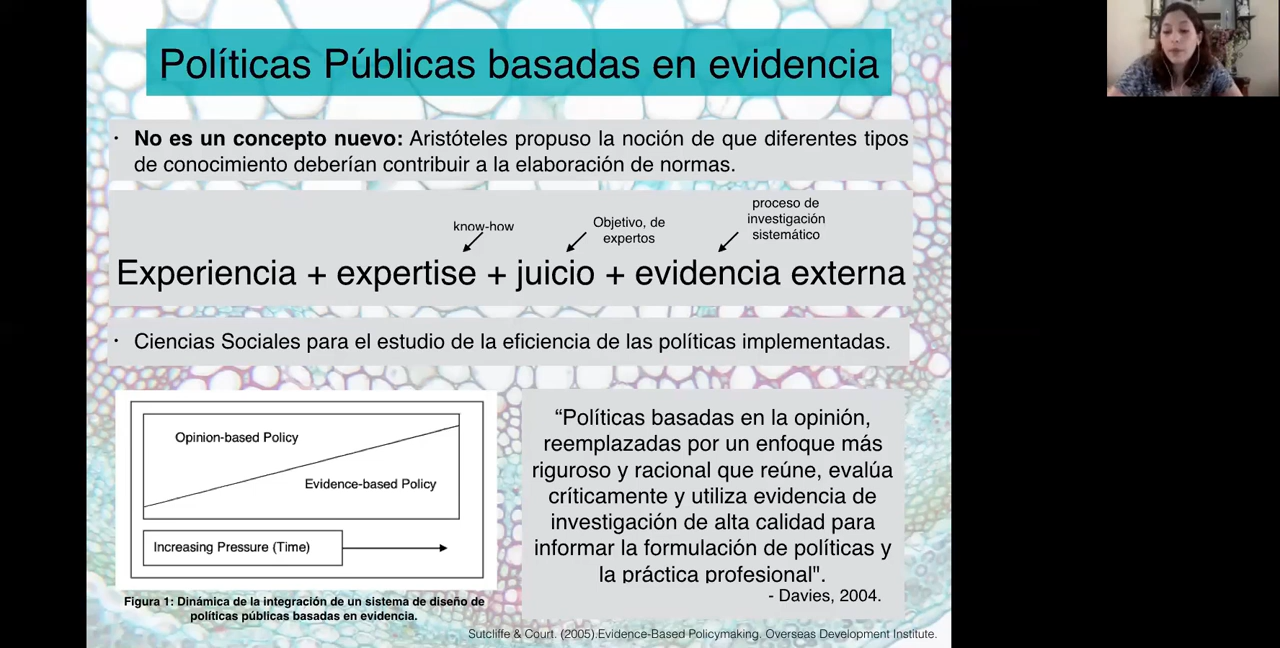 Políticas Públicas basadas en evidencia
· No es un concepto nuevo: Aristóteles propuso la noción de que diferentes tipos
de conocimiento deberían contribuir a la elaboración de normas.
know-how
Objetivo, de
expertos
proceso de
investigación
sistemático
Experiencia + expertise + juicio + evidencia externa
· Ciencias Sociales para el estudio de la eficiencia de las políticas implementadas.
Opinion-based Policy
Evidence-based Policy
Increasing Pressure (Time)
Figura 1: Dinámica de la integración de un sistema de diseño de
políticas públicas basadas en evidencia.
“Políticas basadas en la opinión,
reemplazadas por un enfoque más
riguroso y racional que reúne, evalúa
críticamente y utiliza evidencia de
investigación de alta calidad para
informar la formulación de políticas y
la práctica profesional".
- Davies, 2004.
Sutcliffe & Court. (2005).Evidence-Based Policymaking. Overseas Development Institute.